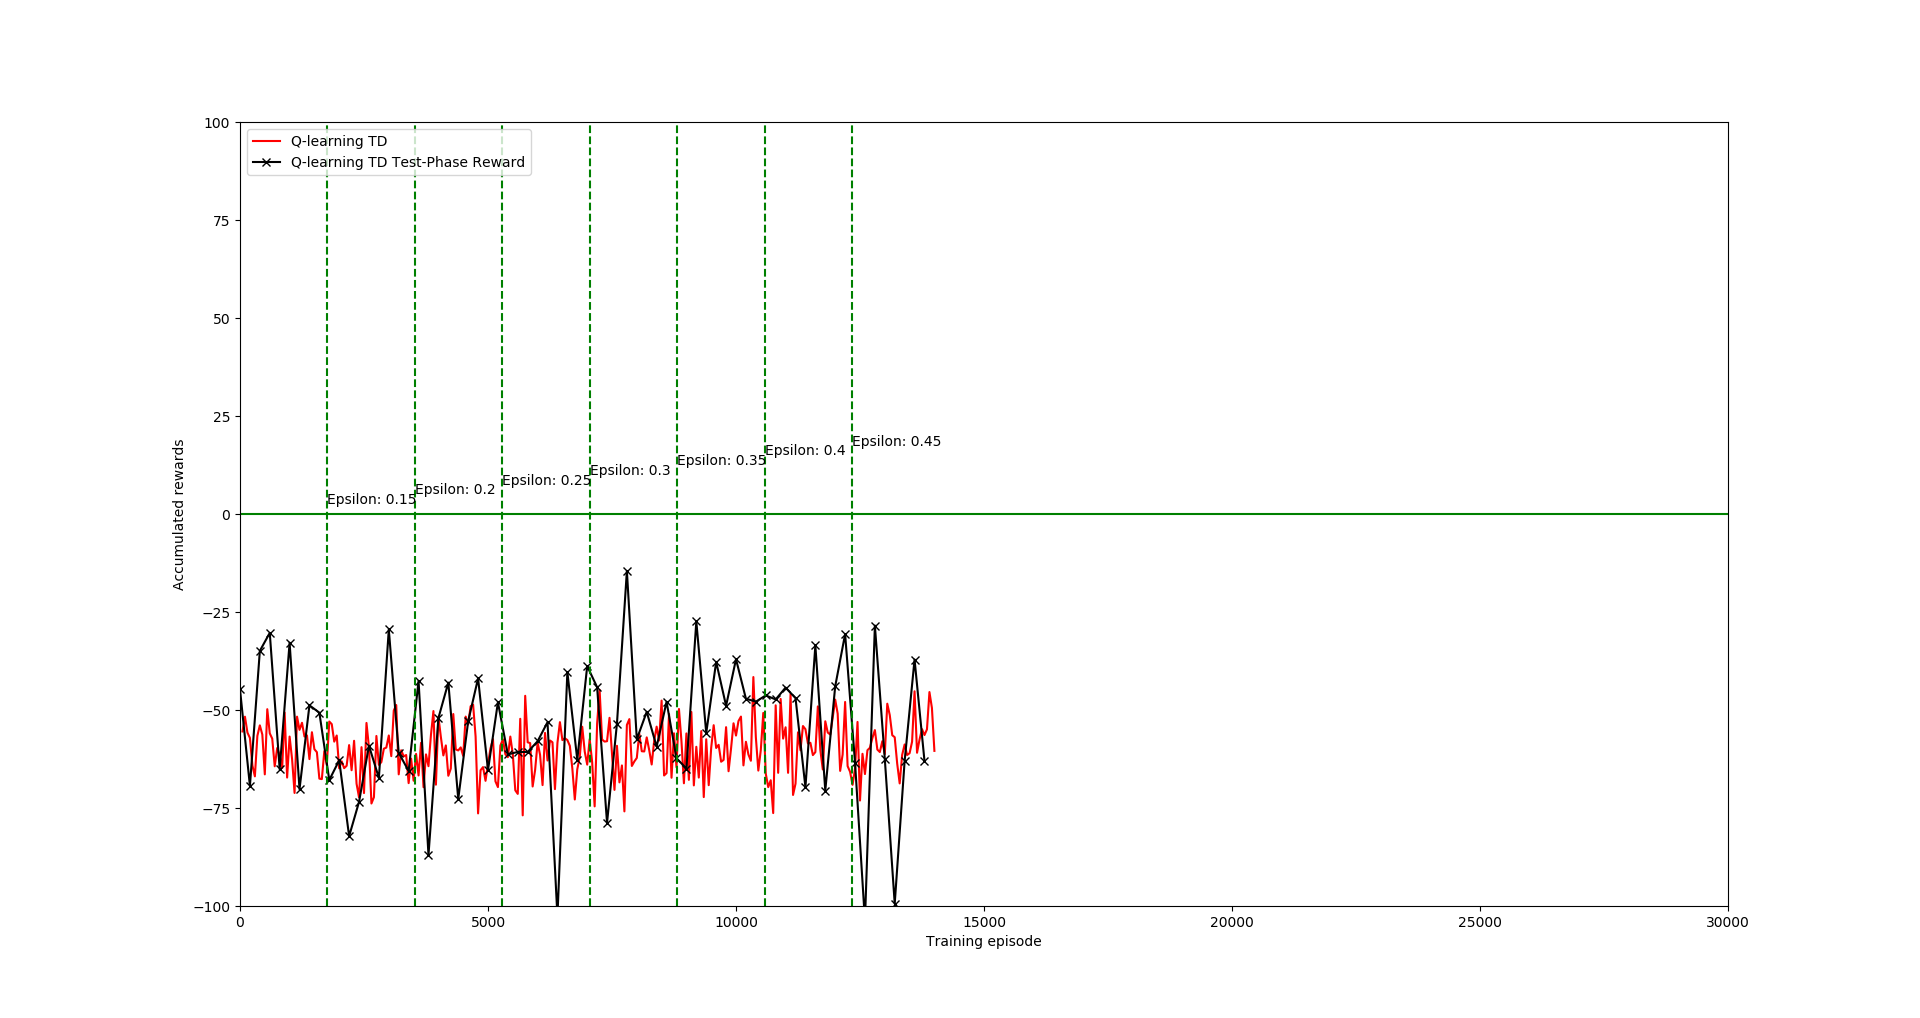 100
75
50
25
0
−25
−50
−75
−100
Accumulated rewards
Q-learning TD
Q-learning TD Test-Phase Reward
Epsilon: 0.15
Epsilon: 0.2
Epsilon: 0.25
Epsilon: 0.3
Epsilon: 0.35
Epsilon: 0.4
Epsilon: 0.45
0 5000 10000 15000 20000 25000 30000
Training episode